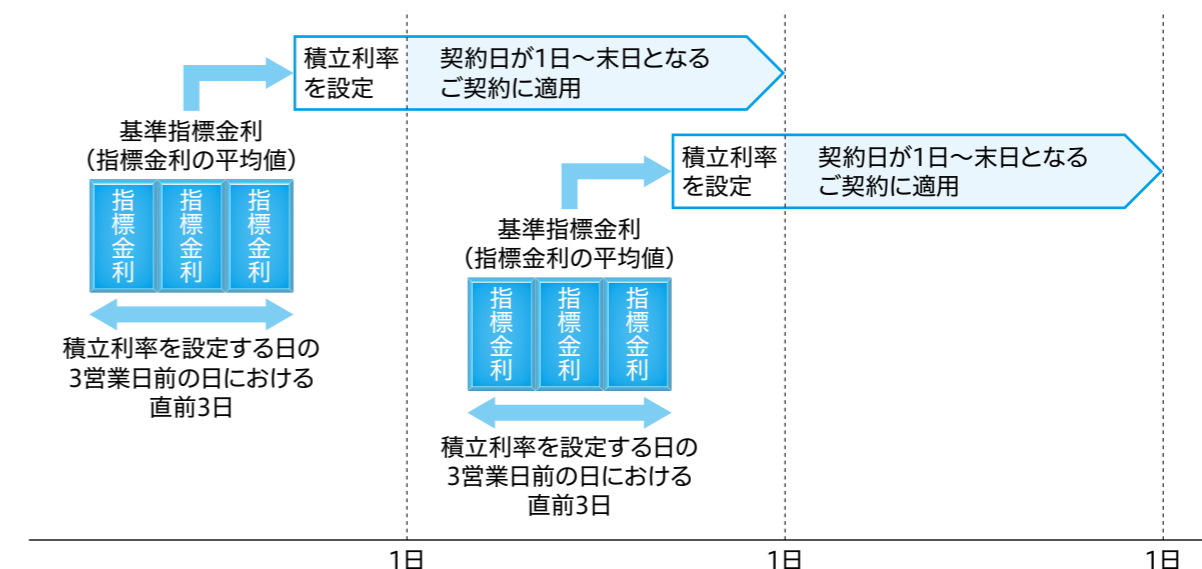 積立利率
を設定
契約日が1日～末日となる
ご契約に適用
基準指標金利
（指標金利の平均値）
指標金利
指標金利
指標金利
積立利率を設定する日の
3営業日前の日における
直前3日
積立利率
を設定
契約日が1日～末日となる
ご契約に適用
基準指標金利
（指標金利の平均値）
指標金利
指標金利
指標金利
積立利率を設定する日の
3営業日前の日における
直前3日
1日
1日
1日